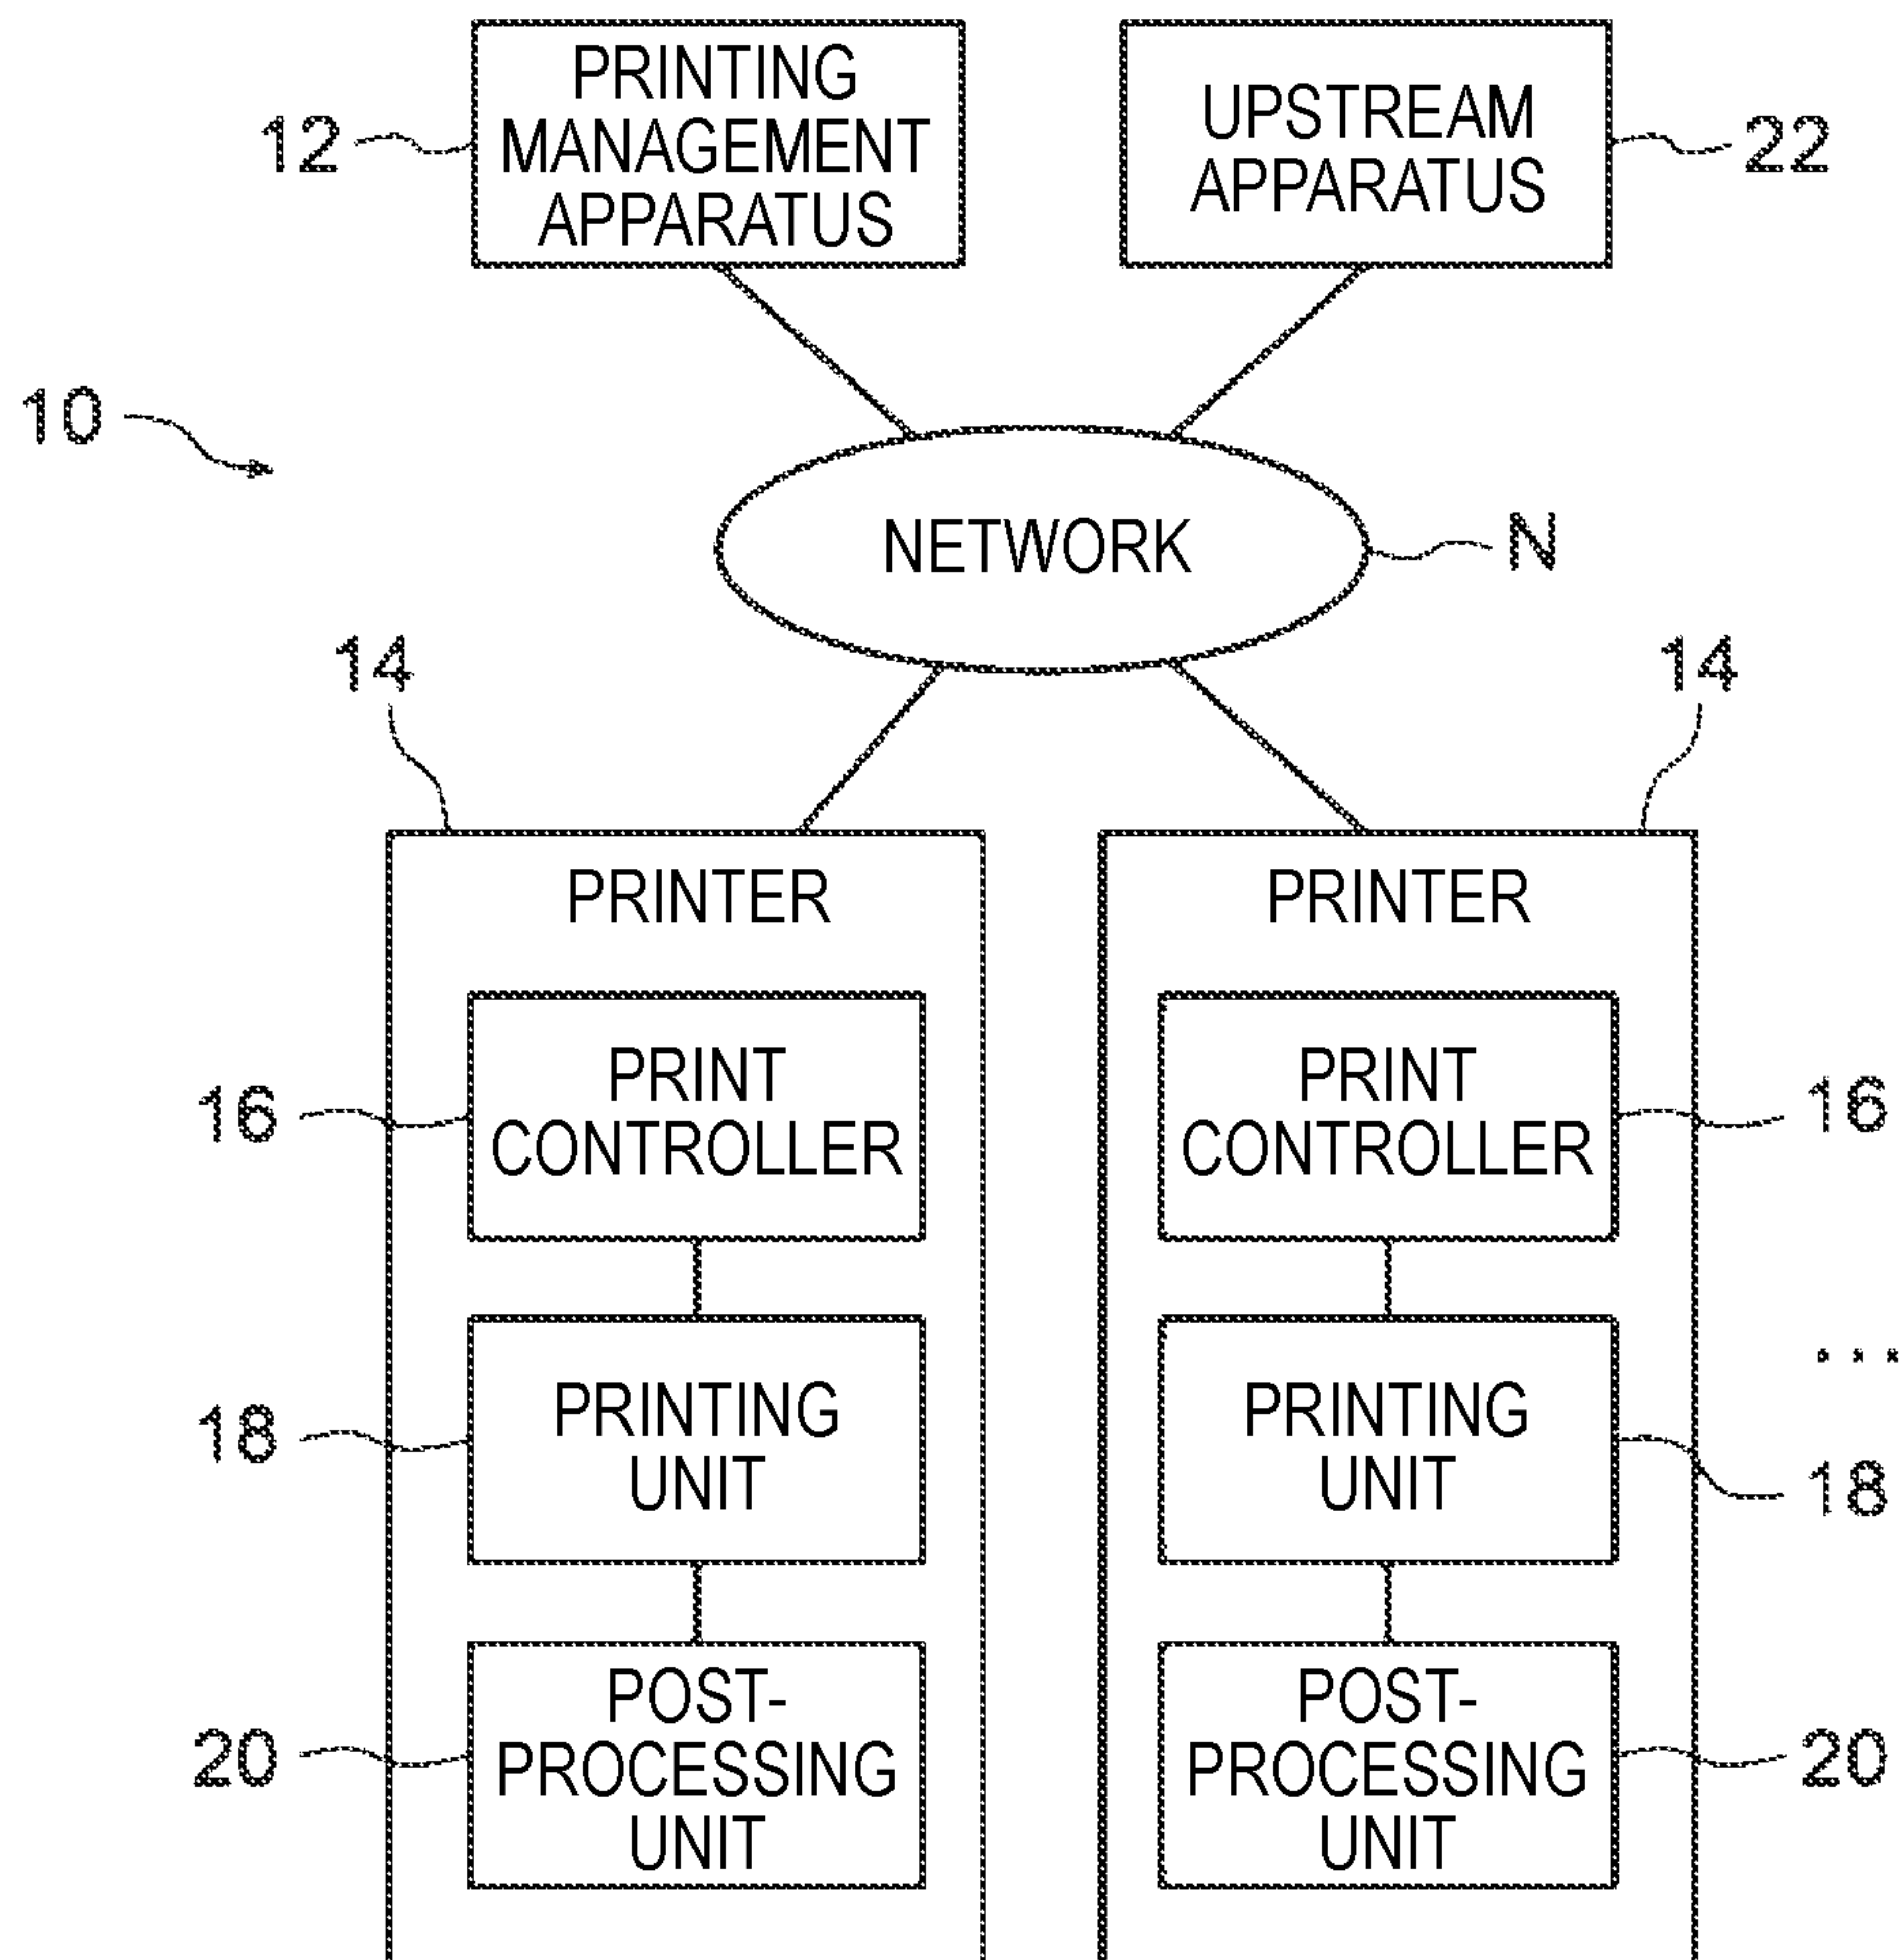 PRINTING
MANAGEMENT
APPARATUS
12
UPSTREAM
APPARATUS
22
10
NETWORK
N
14
14
PRINTER
PRINT
CONTROLLER
16
PRINTING
UNIT
18
POST-
PROCESSING
UNIT
20
PRINTER
PRINT
CONTROLLER
16
PRINTING
UNIT
18
...
POST-
PROCESSING
UNIT
20